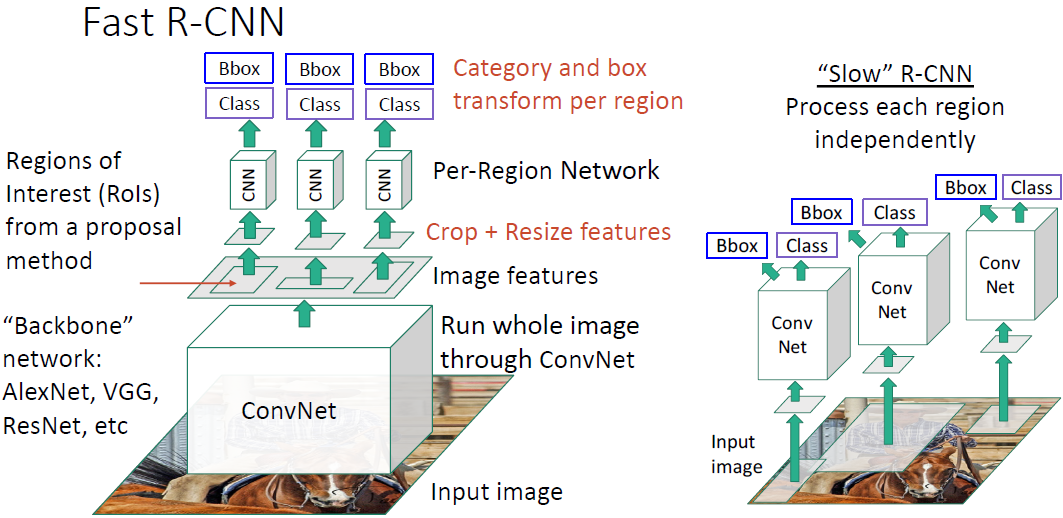 Fast R-CNN
Bbox
Bbox
Bbox
Class
Class
Class
Category and box
transform per region
CNN
CNN
CNN
Per-Region Network
Regions of
Interest (RoIs)
from a proposal
method
Crop + Resize features
Image features
“Backbone”
network:
AlexNet, VGG,
ResNet, etc
Run whole image
through ConvNet
ConvNet
Input image
“Slow” R-CNN
Process each region
independently
Bbox
Class
Bbox
Class
Bbox
Class
Conv
Net
Conv
Net
Conv
Net
Input
image